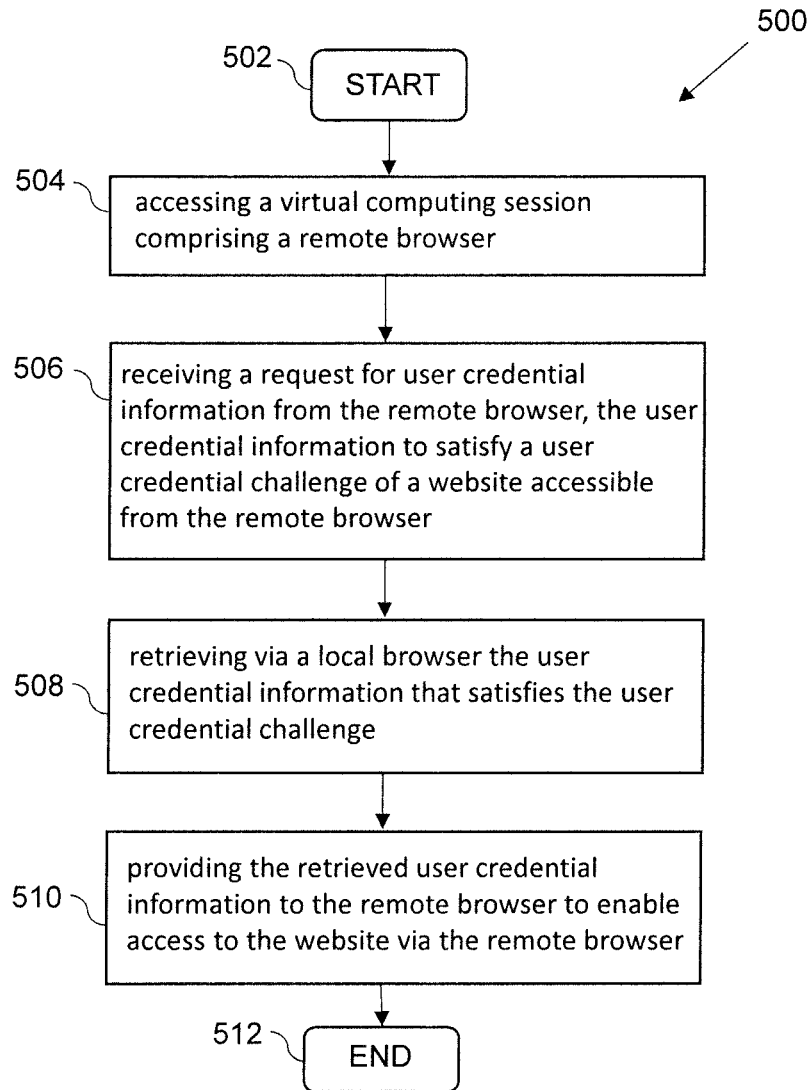 500
502
START
504
accessing a virtual computing session
comprising a remote browser
506
receiving a request for user credential
information from the remote browser, the user
credential information to satisfy a user
credential challenge of a website accessible
from the remote browser
508
retrieving via a local browser the user
credential information that satisfies the user
credential challenge
510
providing the retrieved user credential
information to the remote browser to enable
access to the website via the remote browser
512
END